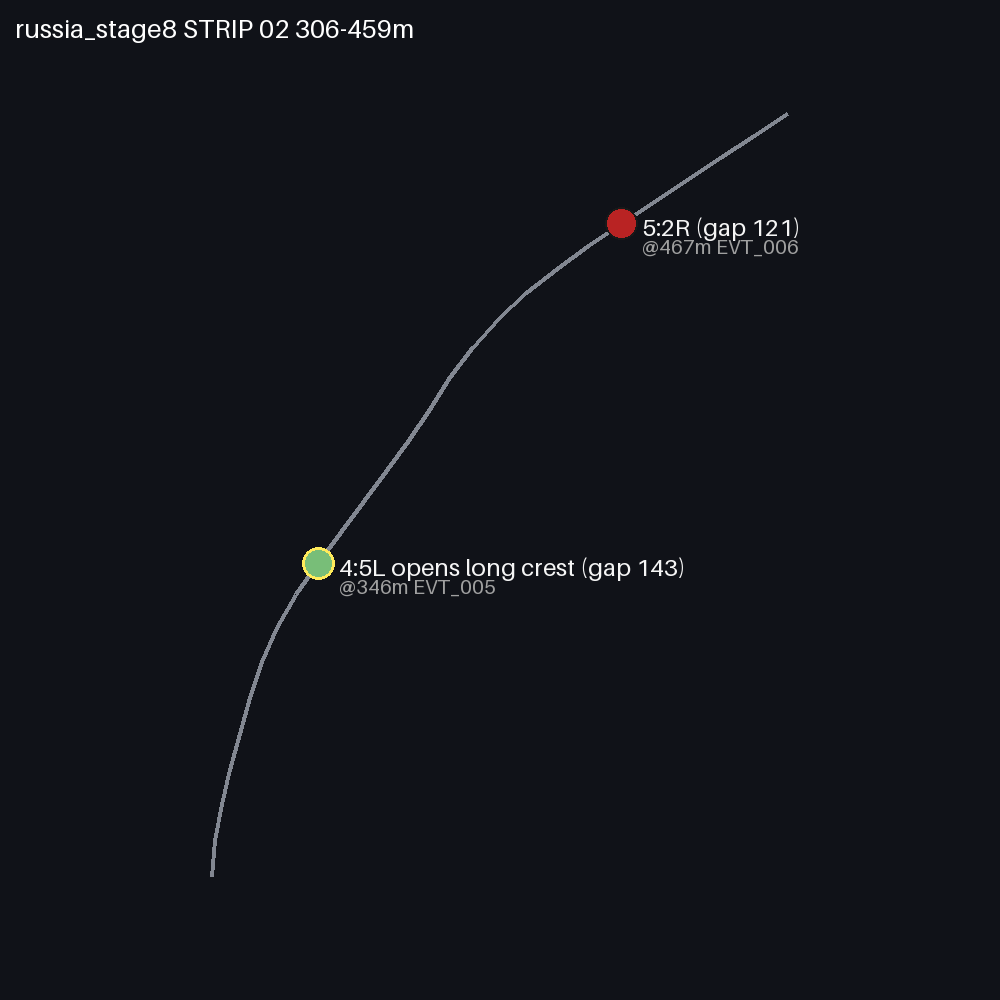 russia_stage8 STRIP 02 306-459m
5:2R (gap 121)
@467m EVT_006
4:5L opens long crest (gap 143)
@346m EVT_005